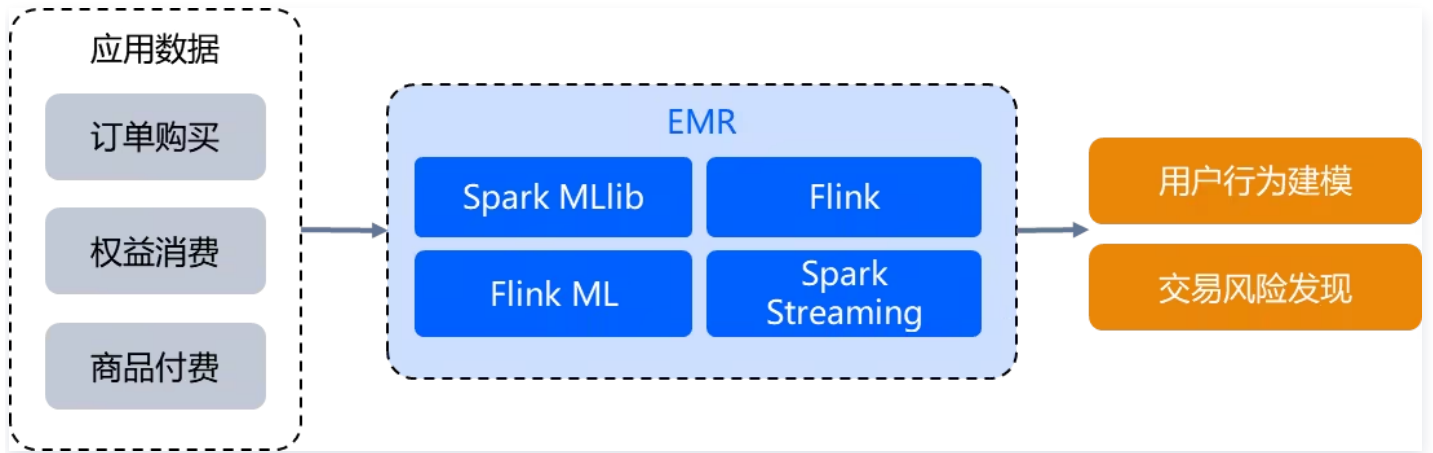 应用数据
订单购买
权益消费
商品付费
EMR
Spark MLlib
Flink
Flink ML
Spark
Streaming
用户行为建模
交易风险发现